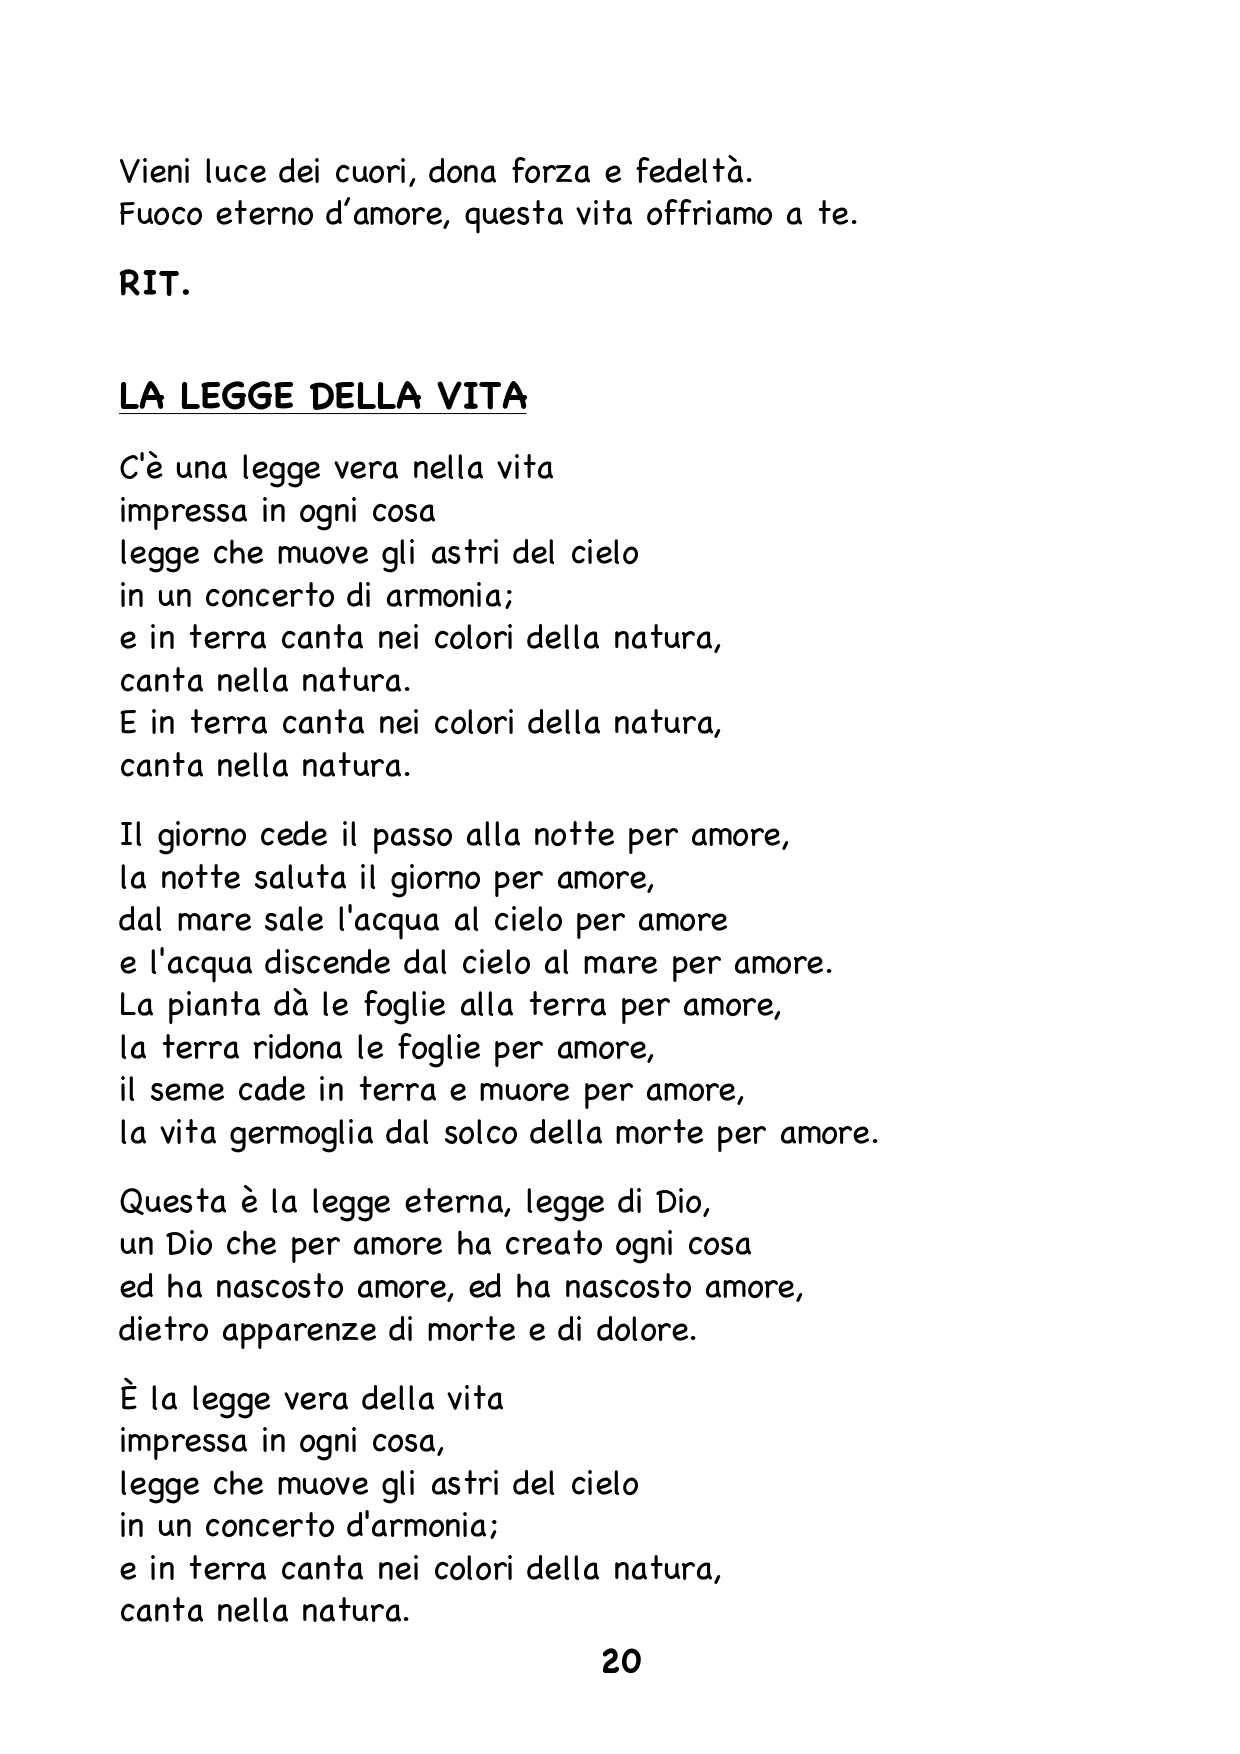 Vieni luce dei cuori, dona forza e fedeltà.
Fuoco eterno d’amore, questa vita offriamo a te.
RIT.
LA LEGGE DELLA VITA
C'è una legge vera nella vita
impressa in ogni cosa
legge che muove gli astri del cielo
in un concerto di armonia;
e in terra canta nei colori della natura,
canta nella natura.
E in terra canta nei colori della natura,
canta nella natura.
Il giorno cede il passo alla notte per amore,
la notte saluta il giorno per amore,
dal mare sale l'acqua al cielo per amore
e l'acqua discende dal cielo al mare per amore.
La pianta dà le foglie alla terra per amore,
la terra ridona le foglie per amore,
il seme cade in terra e muore per amore,
la vita germoglia dal solco della morte per amore.
Questa è la legge eterna, legge di Dio,
un Dio che per amore ha creato ogni cosa
ed ha nascosto amore, ed ha nascosto amore,
dietro apparenze di morte e di dolore.
È la legge vera della vita
impressa in ogni cosa,
legge che muove gli astri del cielo
in un concerto d'armonia;
e in terra canta nei colori della natura,
canta nella natura.
20